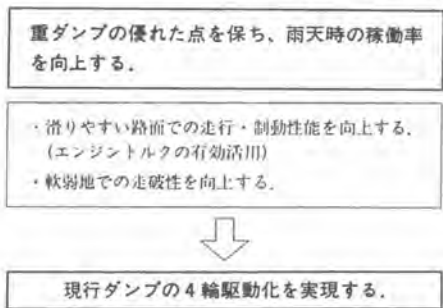 重ダンプの優れた点を保ち、雨天時の稼働率
を向上する.
・滑りやすい路面での走行・制動性能を向上する.
(エンジントルクの有効活用)
・軟弱地での走破性を向上する.
現行ダンプの4輪駆動化を実現する.